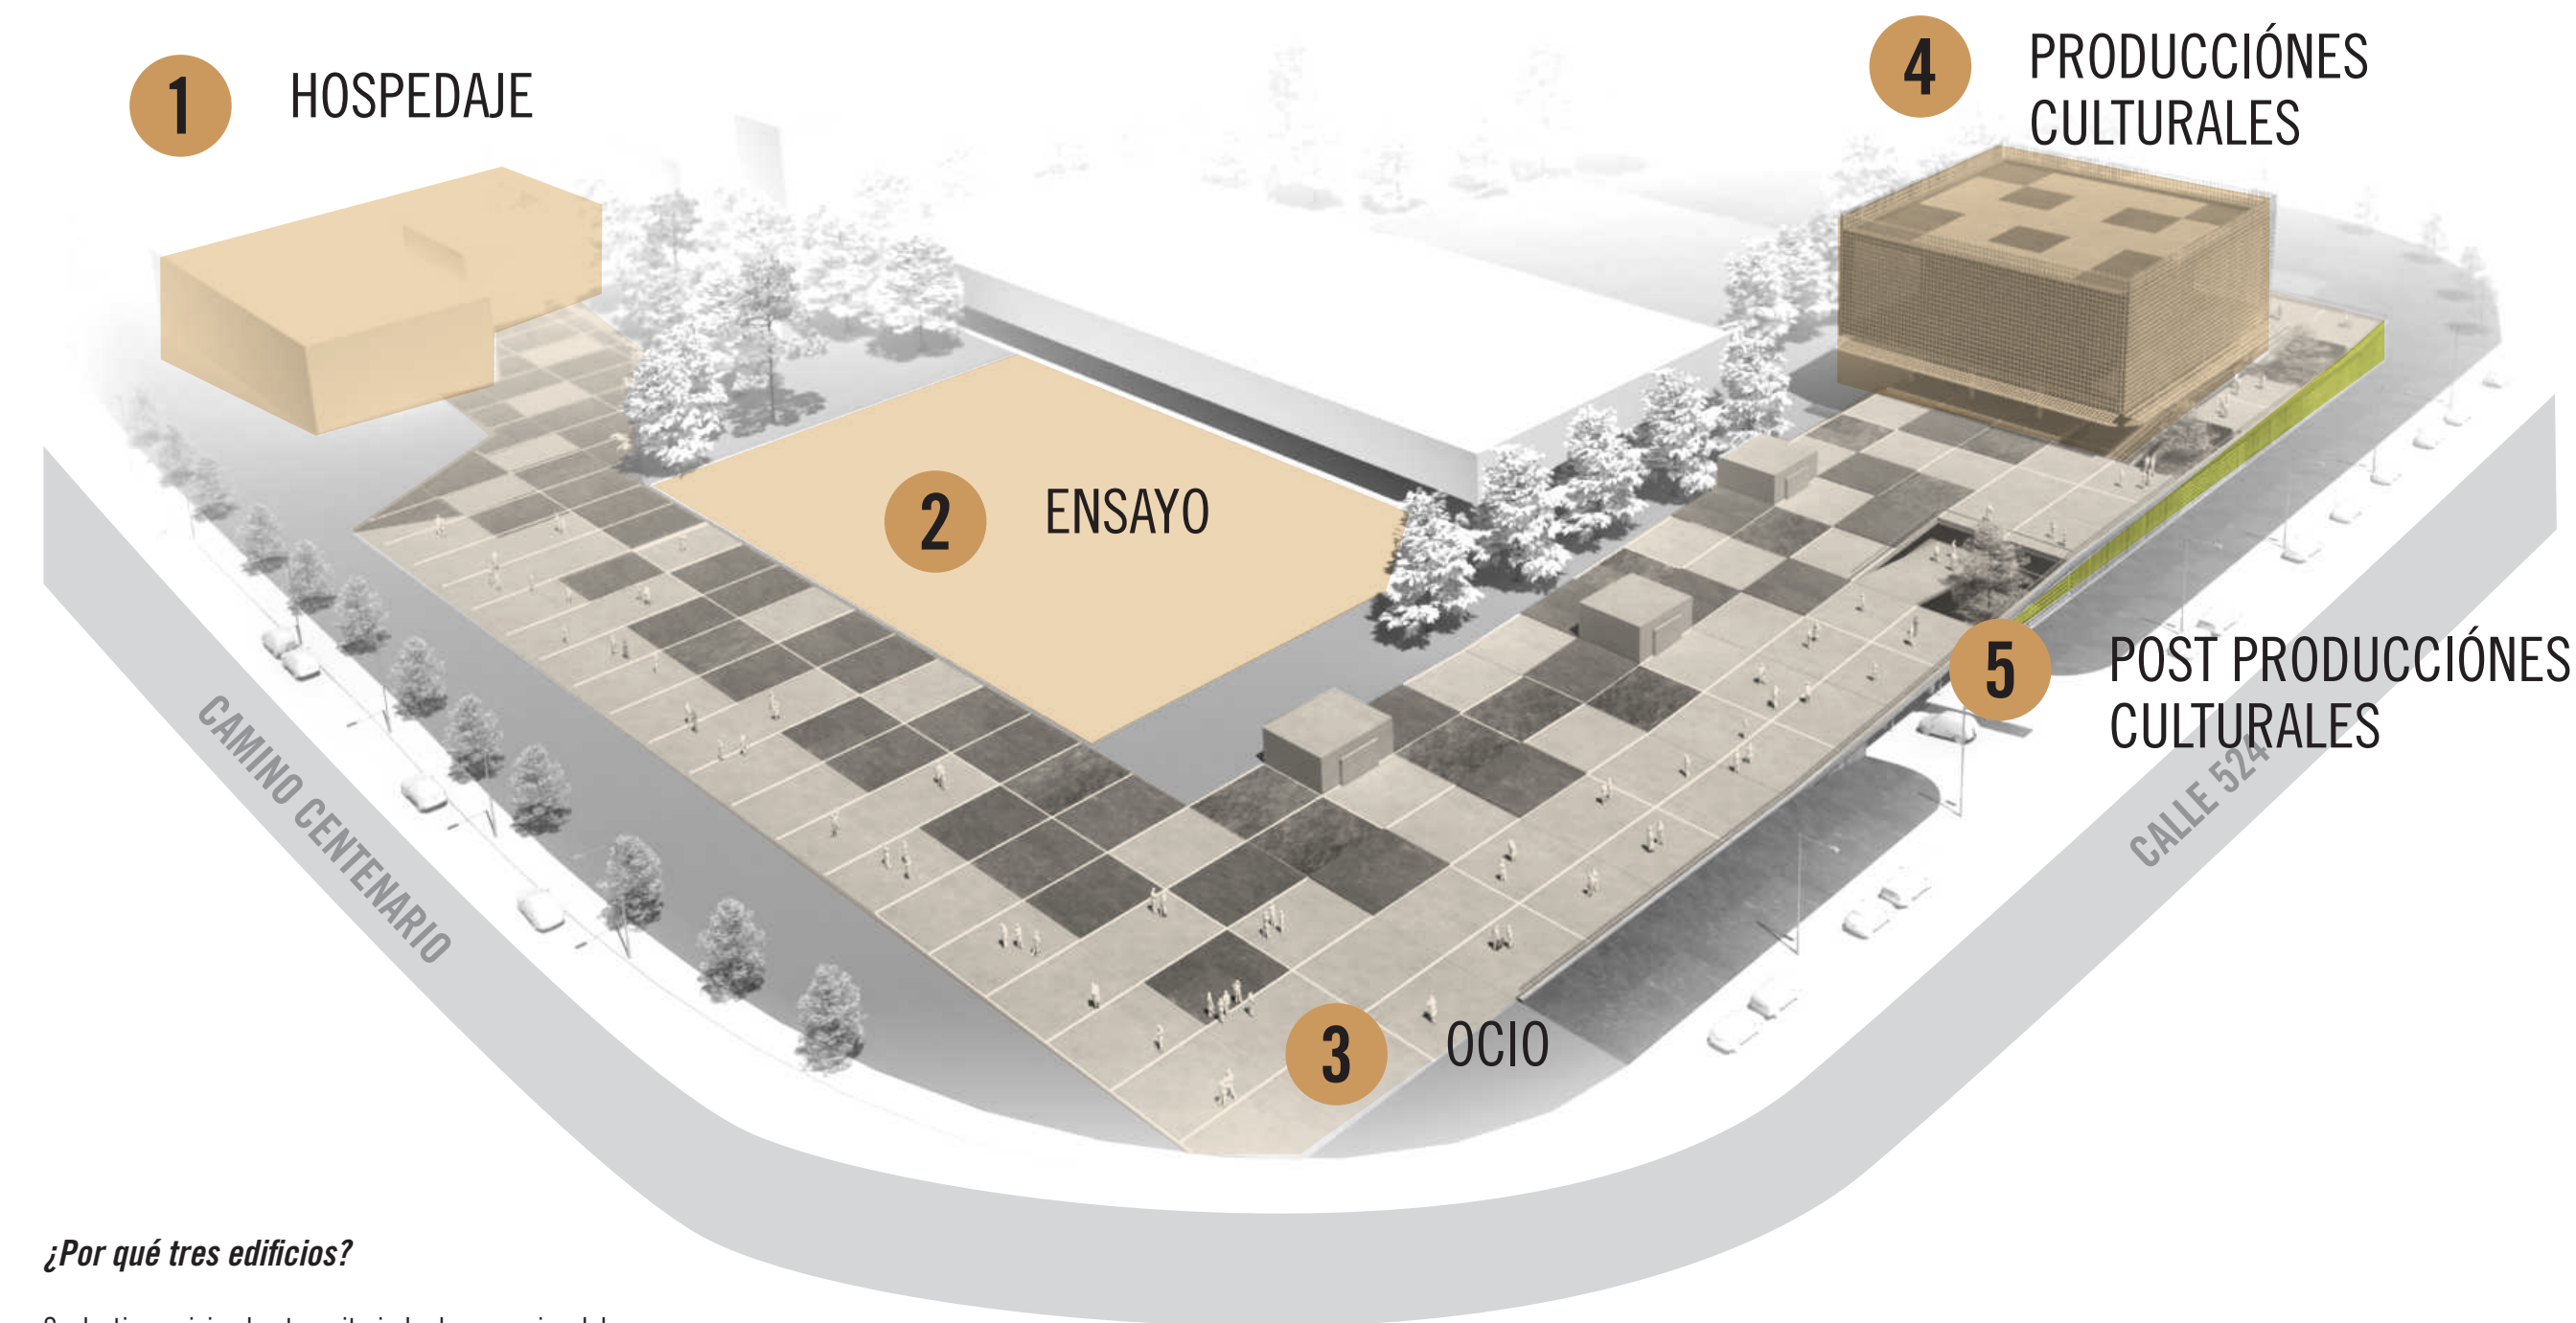 1 HOSPEDAJE
4 PRODUCCIÓNES
CULTURALES
2 ENSAYO
5 POST PRODUCCIÓNES
CULTURALES
CAMINO CENTENARIO
CALLE 524
3 OCIO
¿Por qué tres edificios?